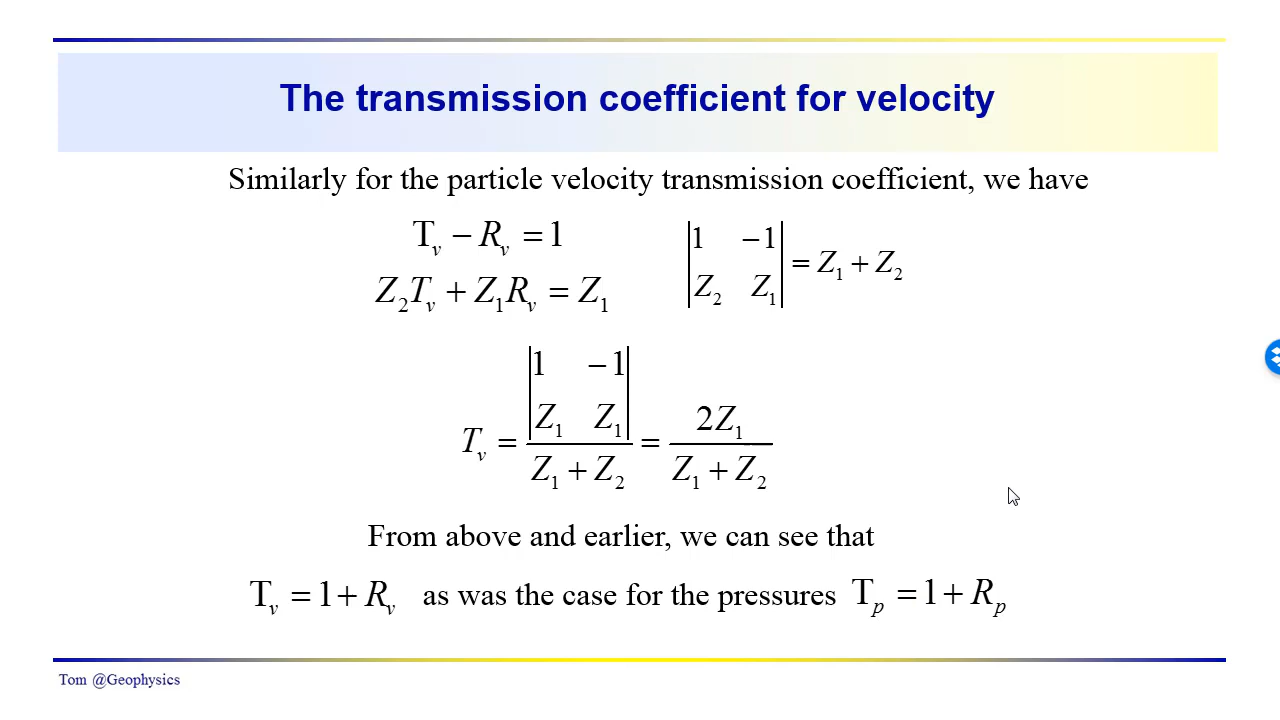 The transmission coefficient for velocity
Similarly for the particle velocity transmission coefficient, we have
Tᵥ − Rᵥ = 1
Z₂Tᵥ + Z₁Rᵥ = Z₁
|1 −1|
|Z₂ Z₁| = Z₁ + Z₂
|1 −1|
|Z₁ Z₁|
Tᵥ = ――― = 2Z₁
Z₁ + Z₂ Z₁ + Z₂
From above and earlier, we can see that
Tᵥ = 1 + Rᵥ as was the case for the pressures Tₚ = 1 + Rₚ
Tom @Geophysics